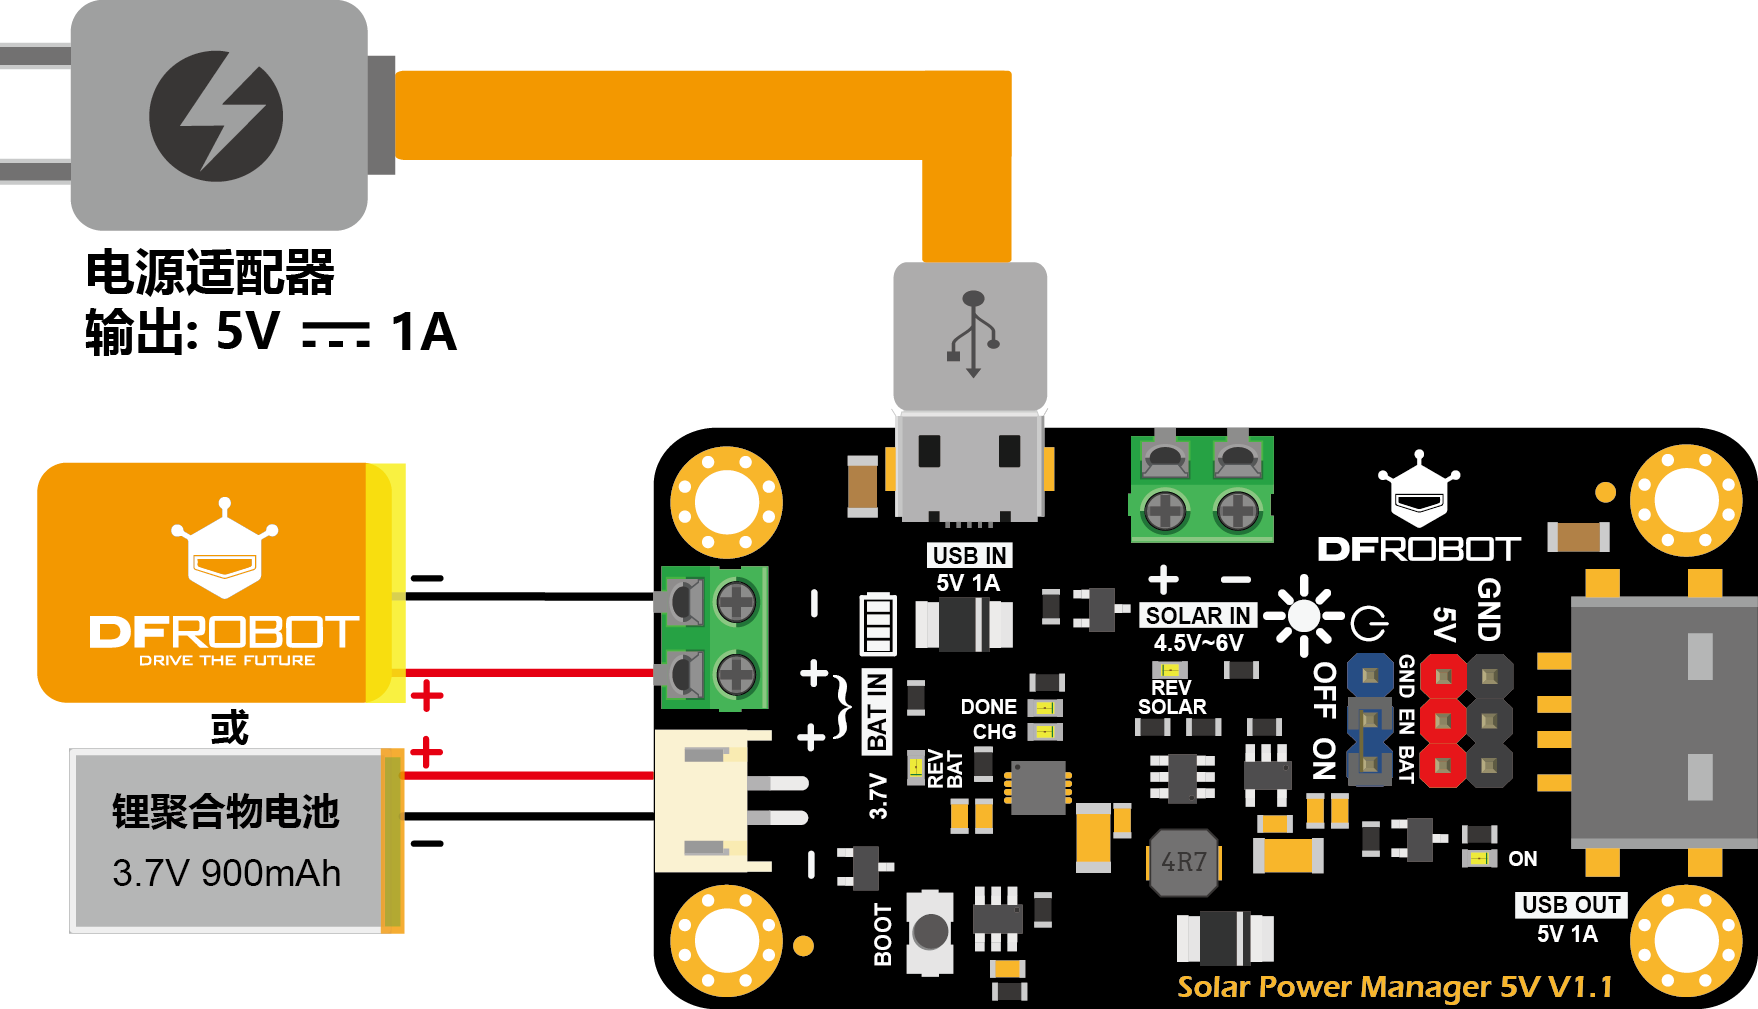 电源适配器
输出: 5V 1A
DFROBOT
DRIVE THE FUTURE
或
锂聚合物电池
3.7V 900mAh
+
−
−
+
USB IN
5V 1A
− + + −
BAT IN
3.7V
DONE
CHG
REV BAT
BOOT
+ −
SOLAR IN
4.5V~6V
REV
SOLAR
4R7
DFROBOT
OFF ON
GND EN BAT
5V
GND
ON
USB OUT
5V 1A
Solar Power Manager 5V V1.1